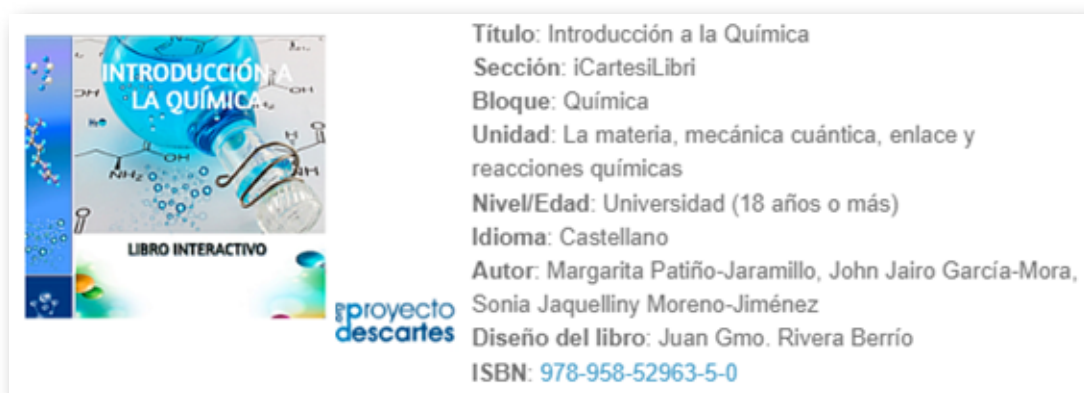 INTRODUCCIÓN A
LA QUÍMICA
LIBRO INTERACTIVO
proyecto
descartes
Título: Introducción a la Química
Sección: iCartesiLibri
Bloque: Química
Unidad: La materia, mecánica cuántica, enlace y
reacciones químicas
Nivel/Edad: Universidad (18 años o más)
Idioma: Castellano
Autor: Margarita Patiño-Jaramillo, John Jairo García-Mora,
Sonia Jaquelliny Moreno-Jiménez
Diseño del libro: Juan Gmo. Rivera Berrío
ISBN: 978-958-52963-5-0